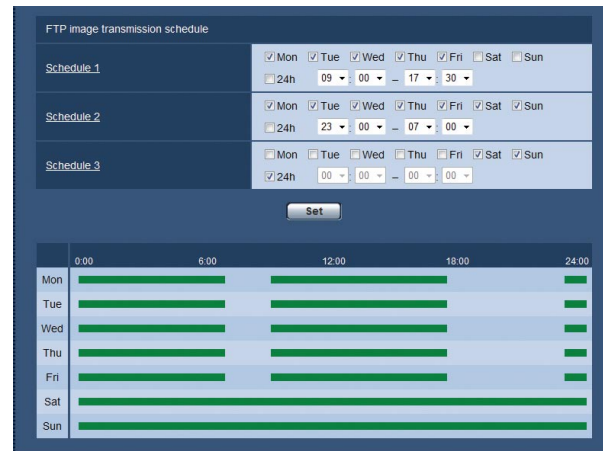 FTP image transmission schedule
Schedule 1
Mon Tue Wed Thu Fri Sat Sun
24h 09 : 00 – 17 : 30
Schedule 2
Mon Tue Wed Thu Fri Sat Sun
24h 23 : 00 – 07 : 00
Schedule 3
Mon Tue Wed Thu Fri Sat Sun
24h 00 : 00 – 00 : 00
Set
0:00 6:00 12:00 18:00 24:00
Mon
Tue
Wed
Thu
Fri
Sat
Sun